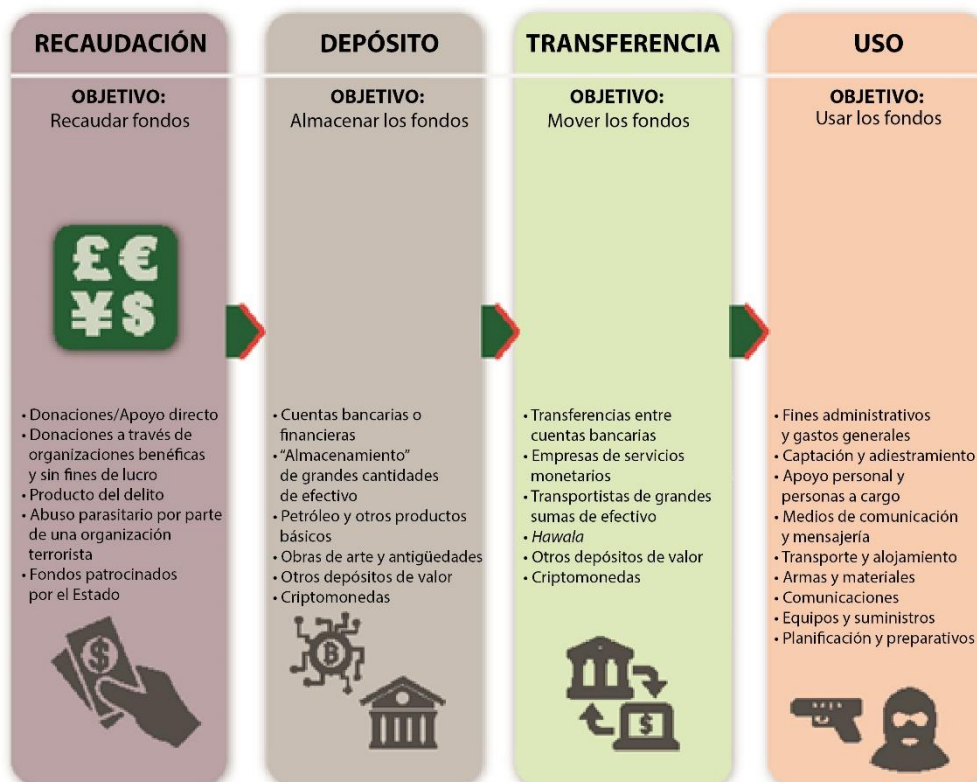 RECAUDACIÓN
OBJETIVO:
Recaudar fondos
£ €
¥ $
• Donaciones/Apoyo directo
• Donaciones a través de
organizaciones benéficas
y sin fines de lucro
• Producto del delito
• Abuso parasitario por parte
de una organización
terrorista
• Fondos patrocinados
por el Estado
$
DEPÓSITO
OBJETIVO:
Almacenar los fondos
• Cuentas bancarias o
financieras
• “Almacenamiento”
de grandes cantidades
de efectivo
• Petróleo y otros productos
básicos
• Obras de arte y antigüedades
• Otros depósitos de valor
• Criptomonedas
B
TRANSFERENCIA
OBJETIVO:
Mover los fondos
• Transferencias entre
cuentas bancarias
• Empresas de servicios
monetarios
• Transportistas de grandes
sumas de efectivo
• Hawala
• Otros depósitos de valor
• Criptomonedas
$
USO
OBJETIVO:
Usar los fondos
• Fines administrativos
y gastos generales
• Captación y adiestramiento
• Apoyo personal y
personas a cargo
• Medios de comunicación
y mensajería
• Transporte y alojamiento
• Armas y materiales
• Comunicaciones
• Equipos y suministros
• Planificación y preparativos